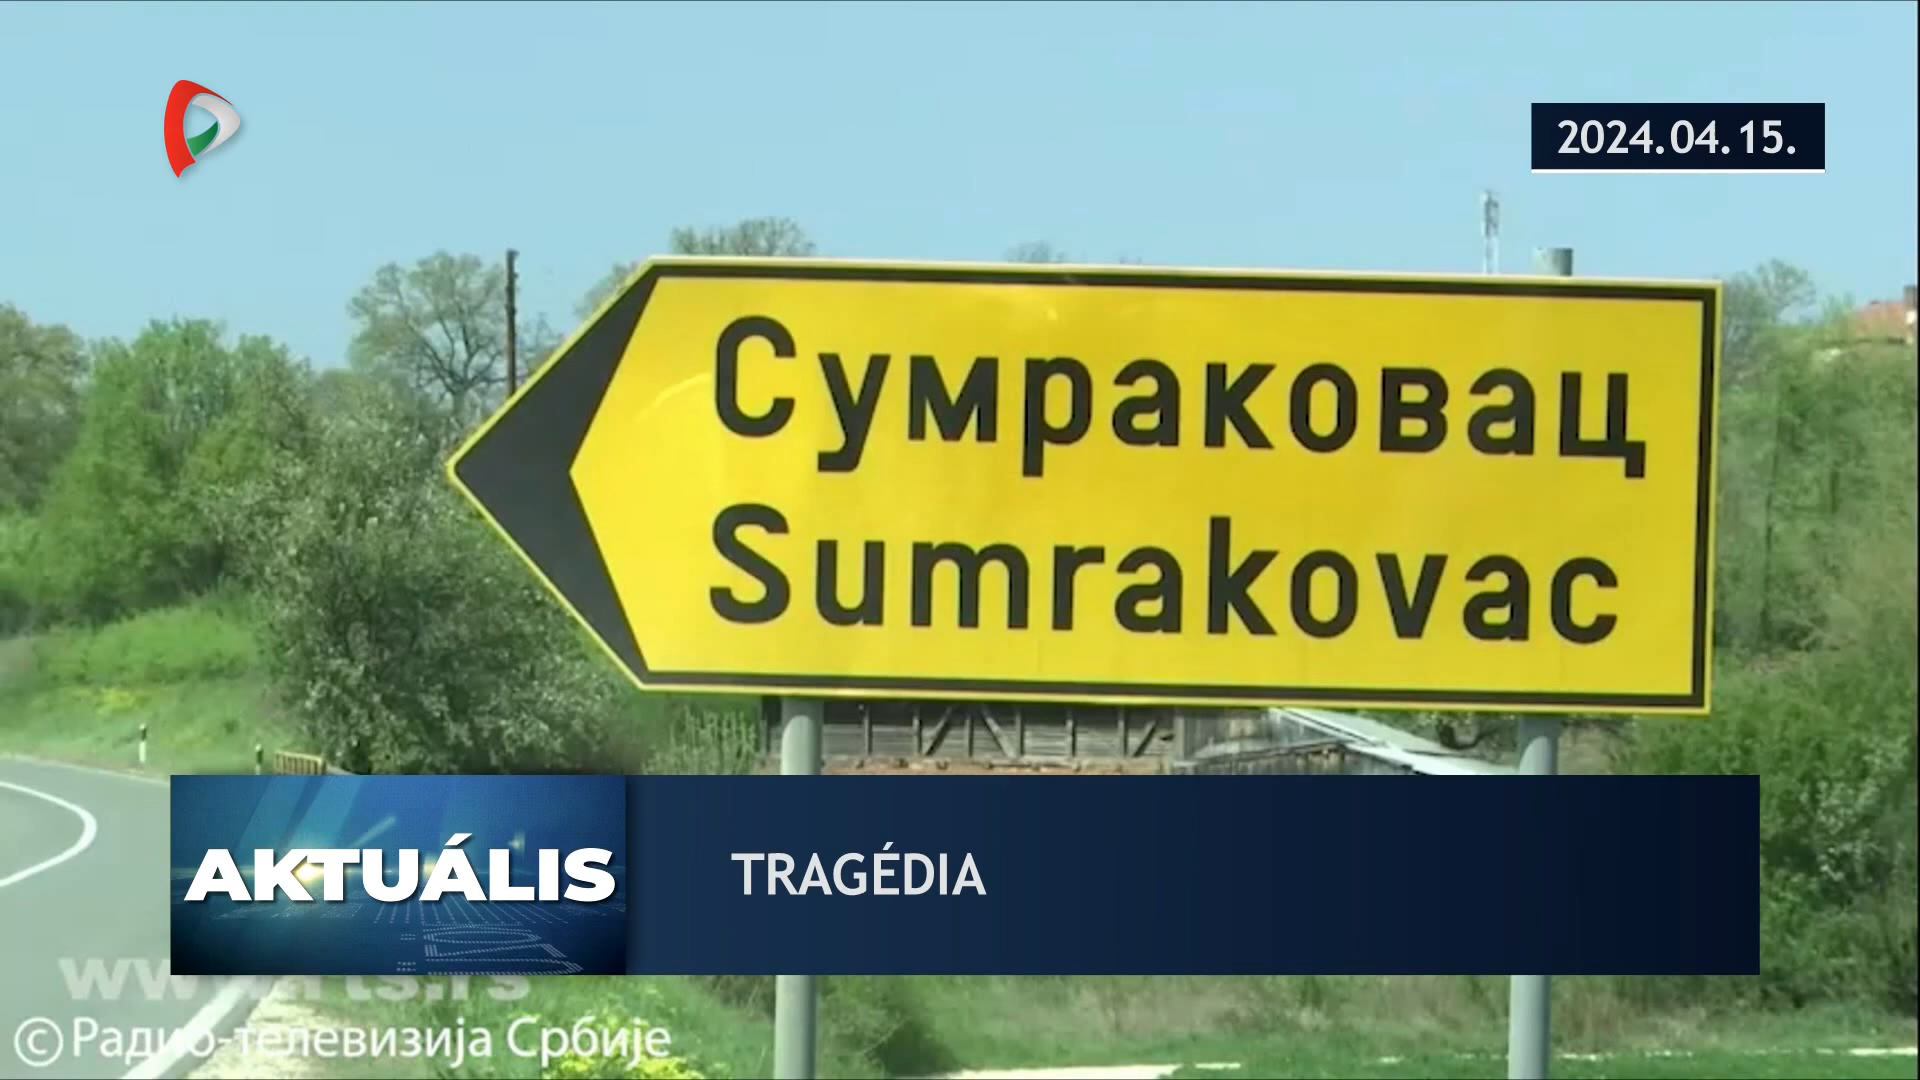 2024.04.15.
Сумраковац
Sumrakovac
AKTUÁLIS
TRAGÉDIA
©Радио-телевизија Србије